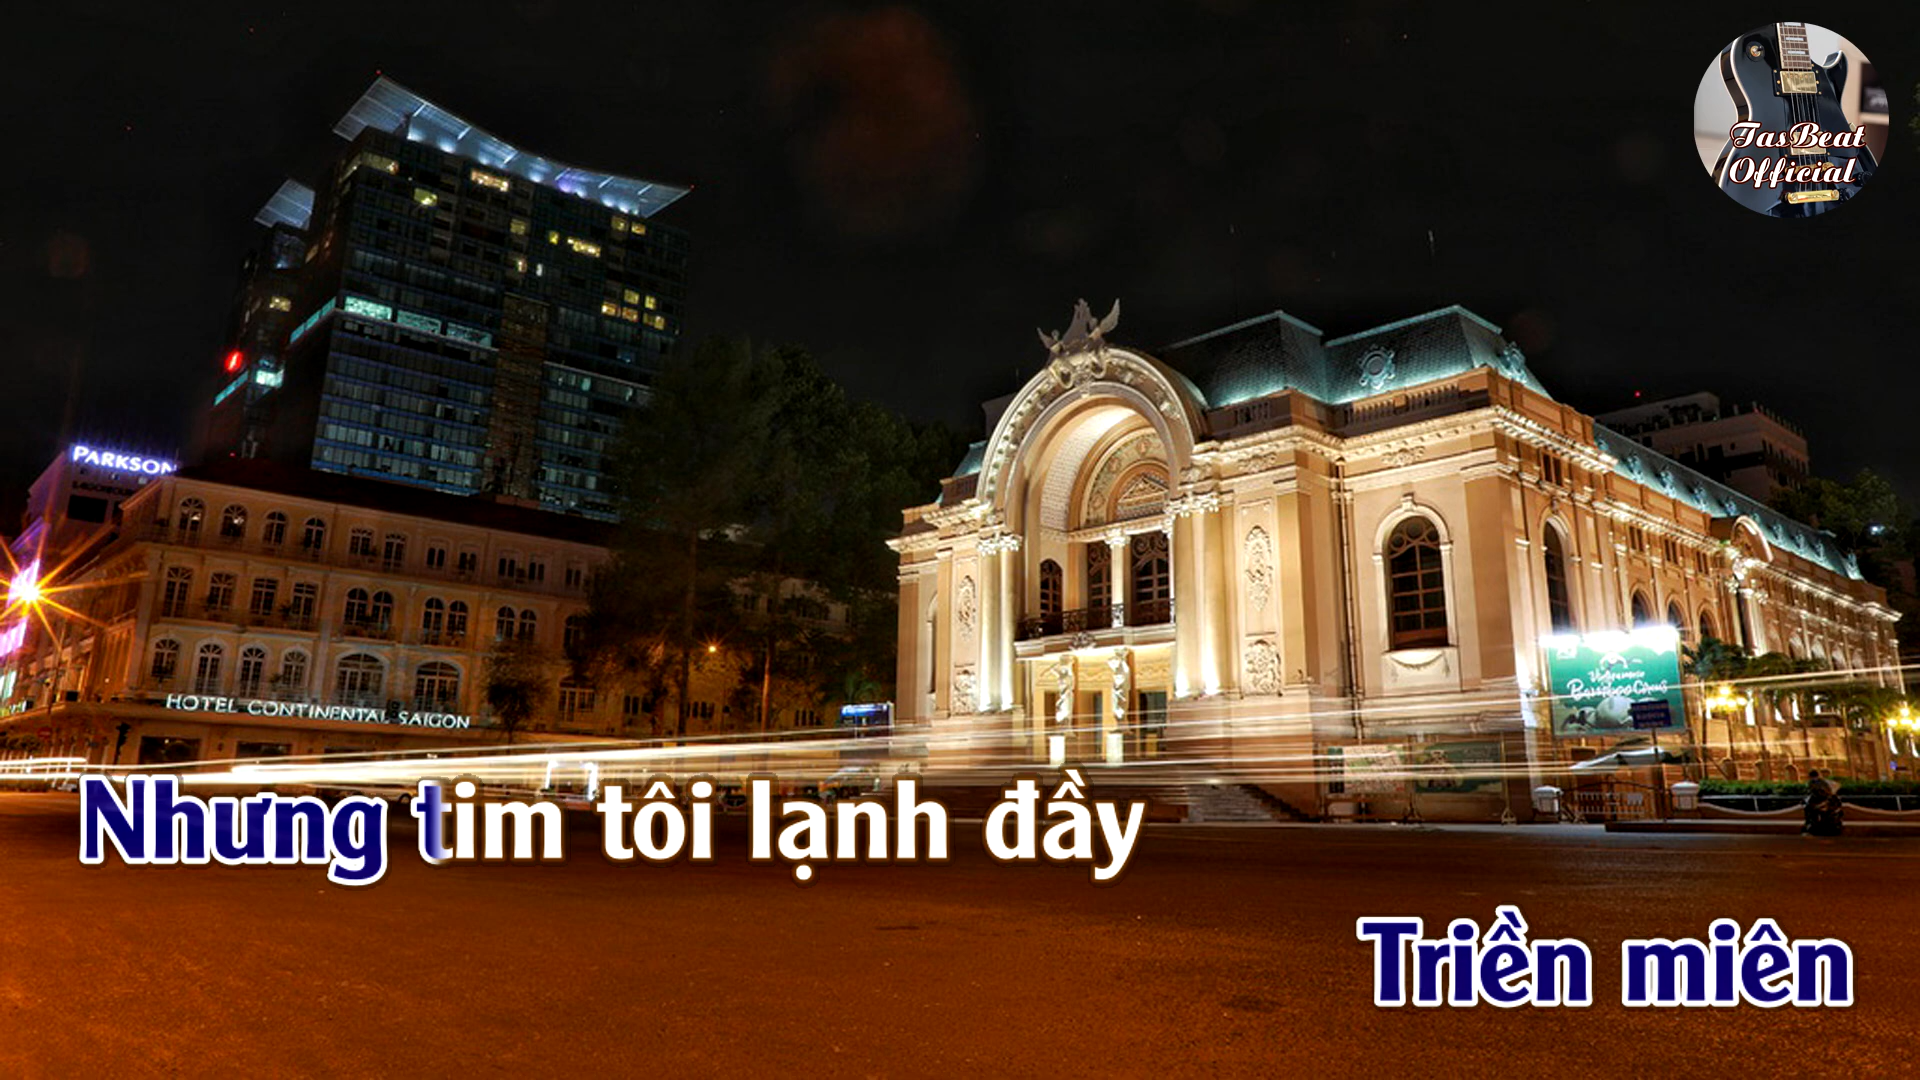 TasBeat
Official
PARKSON
HOTEL CONTINENTAL SAIGON
Nhưng tim tôi lạnh đầy
Triền miên